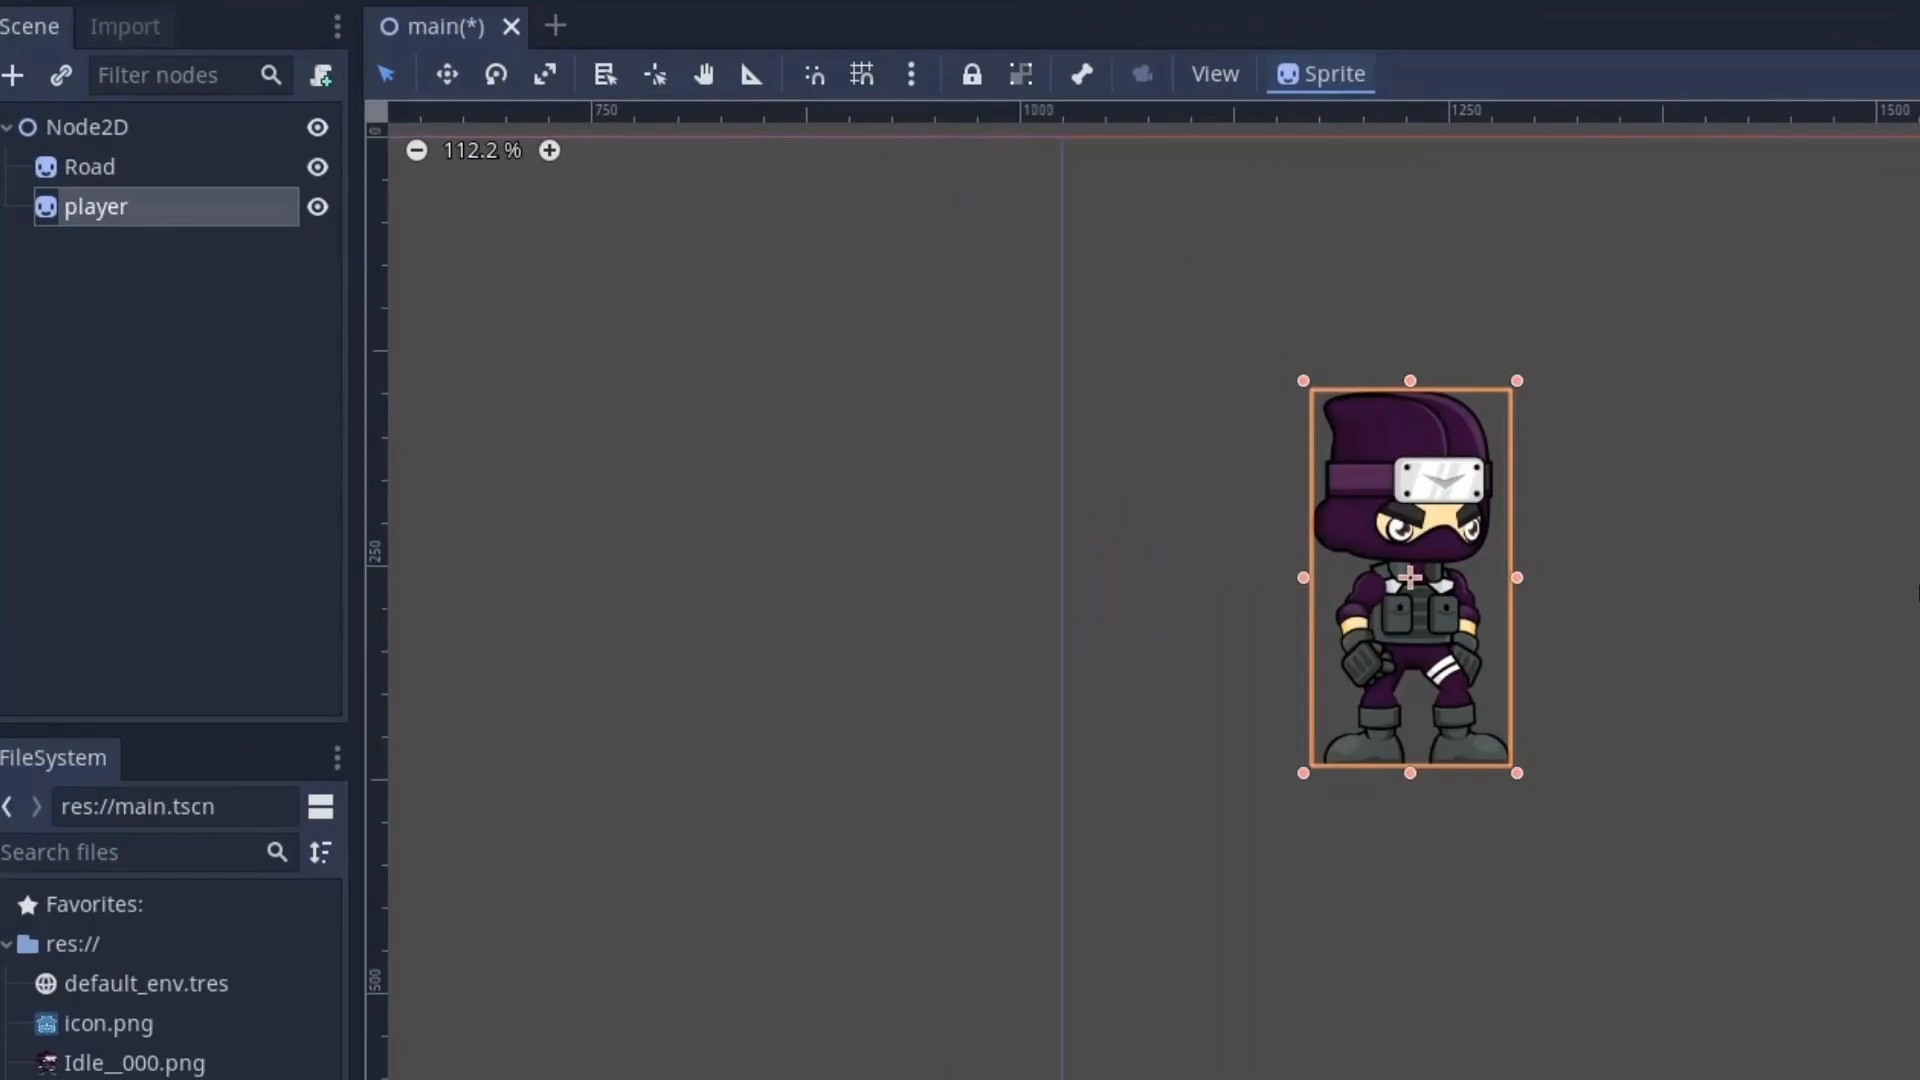 Scene Import
main(*)
Filter nodes
View Sprite
Node2D
Road
player
750 1000 1250 1500
0
112.2 %
250
500
FileSystem
res://main.tscn
Search files
Favorites:
res://
default_env.tres
icon.png
Idle__000.png